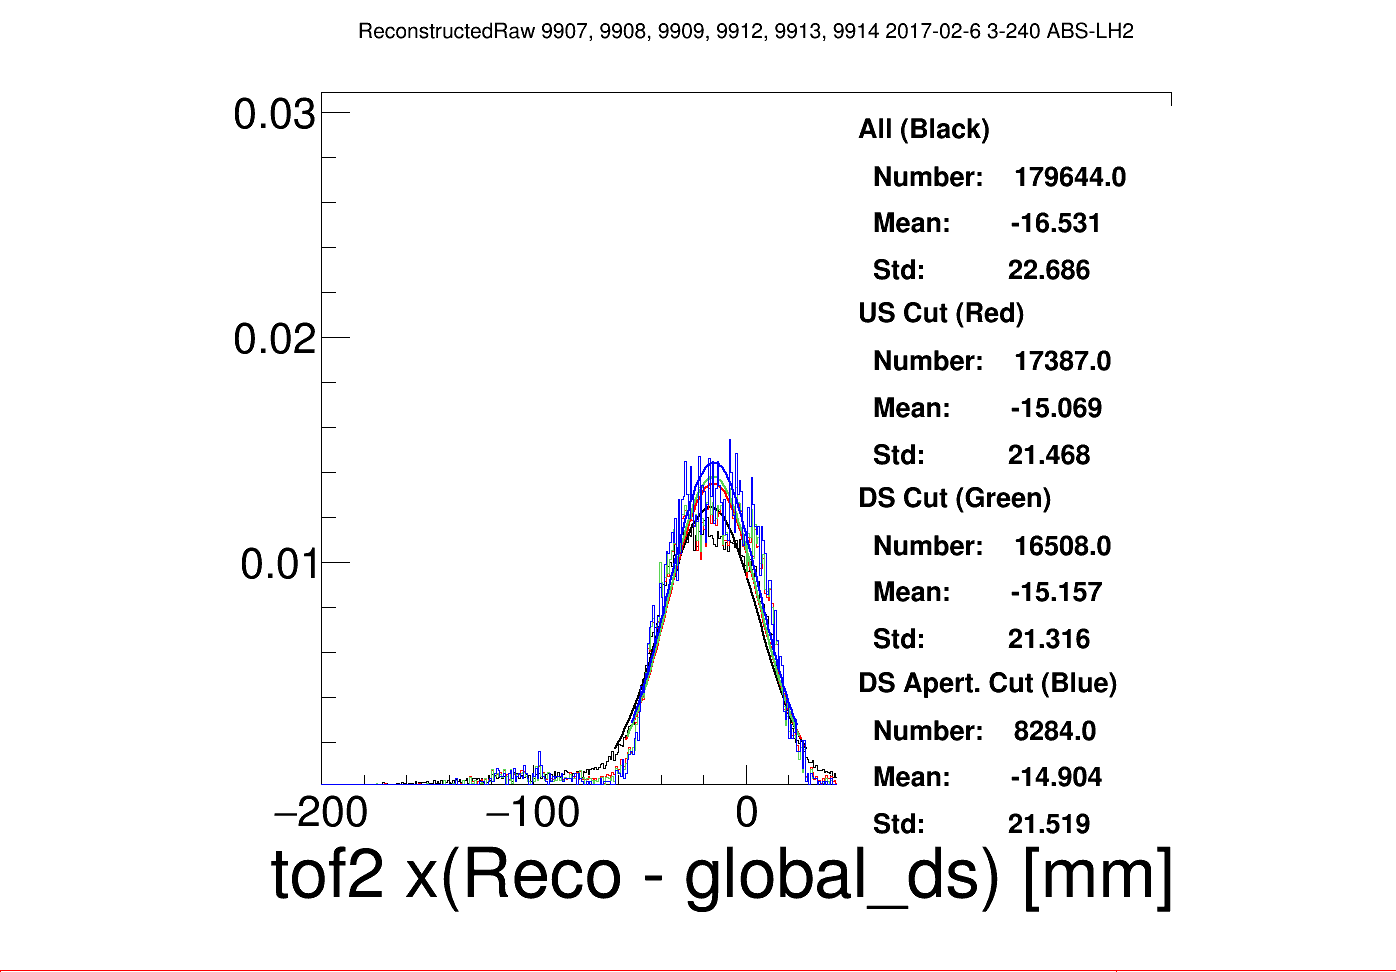 ReconstructedRaw 9907, 9908, 9909, 9912, 9913, 9914 2017-02-6 3-240 ABS-LH2
0.03
0.02
0.01
All (Black)
Number: 179644.0
Mean: -16.531
Std: 22.686
US Cut (Red)
Number: 17387.0
Mean: -15.069
Std: 21.468
DS Cut (Green)
Number: 16508.0
Mean: -15.157
Std: 21.316
DS Apert. Cut (Blue)
Number: 8284.0
Mean: -14.904
Std: 21.519
−200 −100 0
tof2 x(Reco - global_ds) [mm]